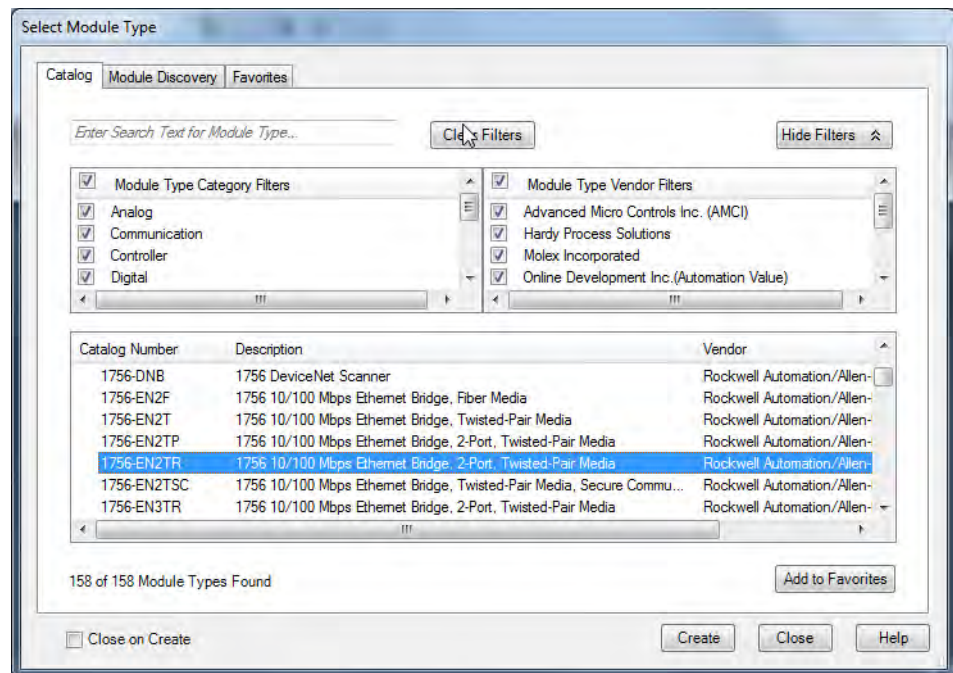 Select Module Type
Catalog Module Discovery Favorites
Enter Search Text for Module Type...
Clear Filters
Hide Filters
Module Type Category Filters
Analog
Communication
Controller
Digital
Module Type Vendor Filters
Advanced Micro Controls Inc. (AMCI)
Hardy Process Solutions
Molex Incorporated
Online Development Inc.(Automation Value)
Catalog Number Description Vendor
1756-DNB 1756 DeviceNet Scanner Rockwell Automation/Allen-
1756-EN2F 1756 10/100 Mbps Ethernet Bridge, Fiber Media Rockwell Automation/Allen-
1756-EN2T 1756 10/100 Mbps Ethernet Bridge, Twisted-Pair Media Rockwell Automation/Allen-
1756-EN2TP 1756 10/100 Mbps Ethernet Bridge, 2-Port, Twisted-Pair Media Rockwell Automation/Allen-
1756-EN2TR 1756 10/100 Mbps Ethernet Bridge, 2-Port, Twisted-Pair Media Rockwell Automation/Allen-
1756-EN2TSC 1756 10/100 Mbps Ethernet Bridge, Twisted-Pair Media, Secure Commu... Rockwell Automation/Allen-
1756-EN3TR 1756 10/100 Mbps Ethernet Bridge, 2-Port, Twisted-Pair Media Rockwell Automation/Allen-
158 of 158 Module Types Found
Add to Favorites
Close on Create
Create Close Help